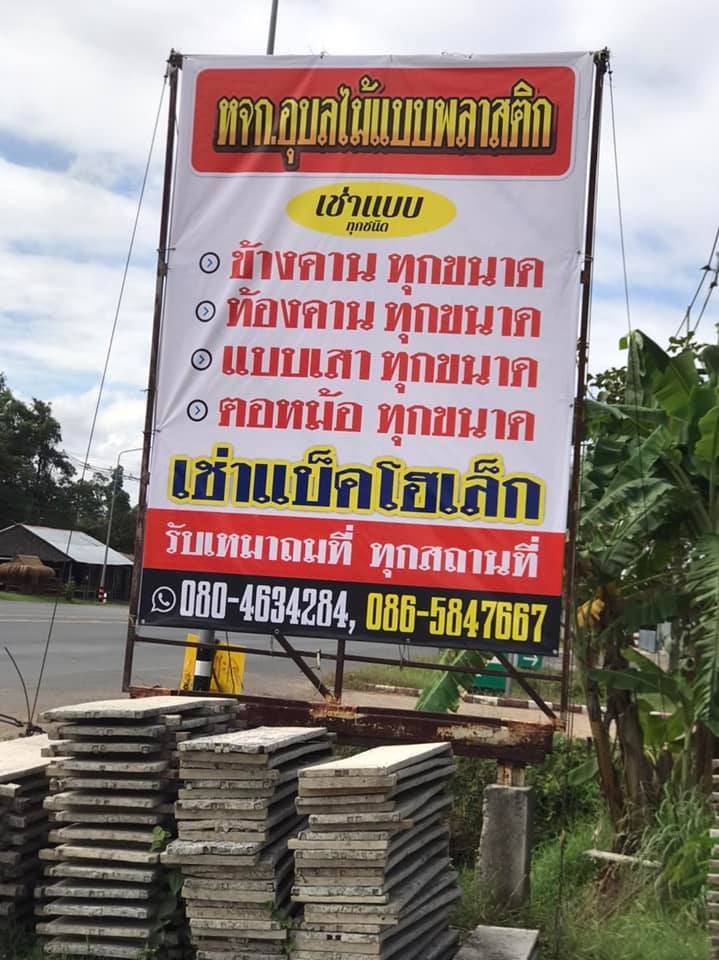 หจก.อุบลไม้แบบพลาสติก
เช่าแบบ
ทุกชนิด
ข้างคาน ทุกขนาด
ท้องคาน ทุกขนาด
แบบเสา ทุกขนาด
ตอหม้อ ทุกขนาด
เช่าแบ็คโฮเล็ก
รับเหมาถมที่ ทุกสถานที่
080-4634284, 086-5847667